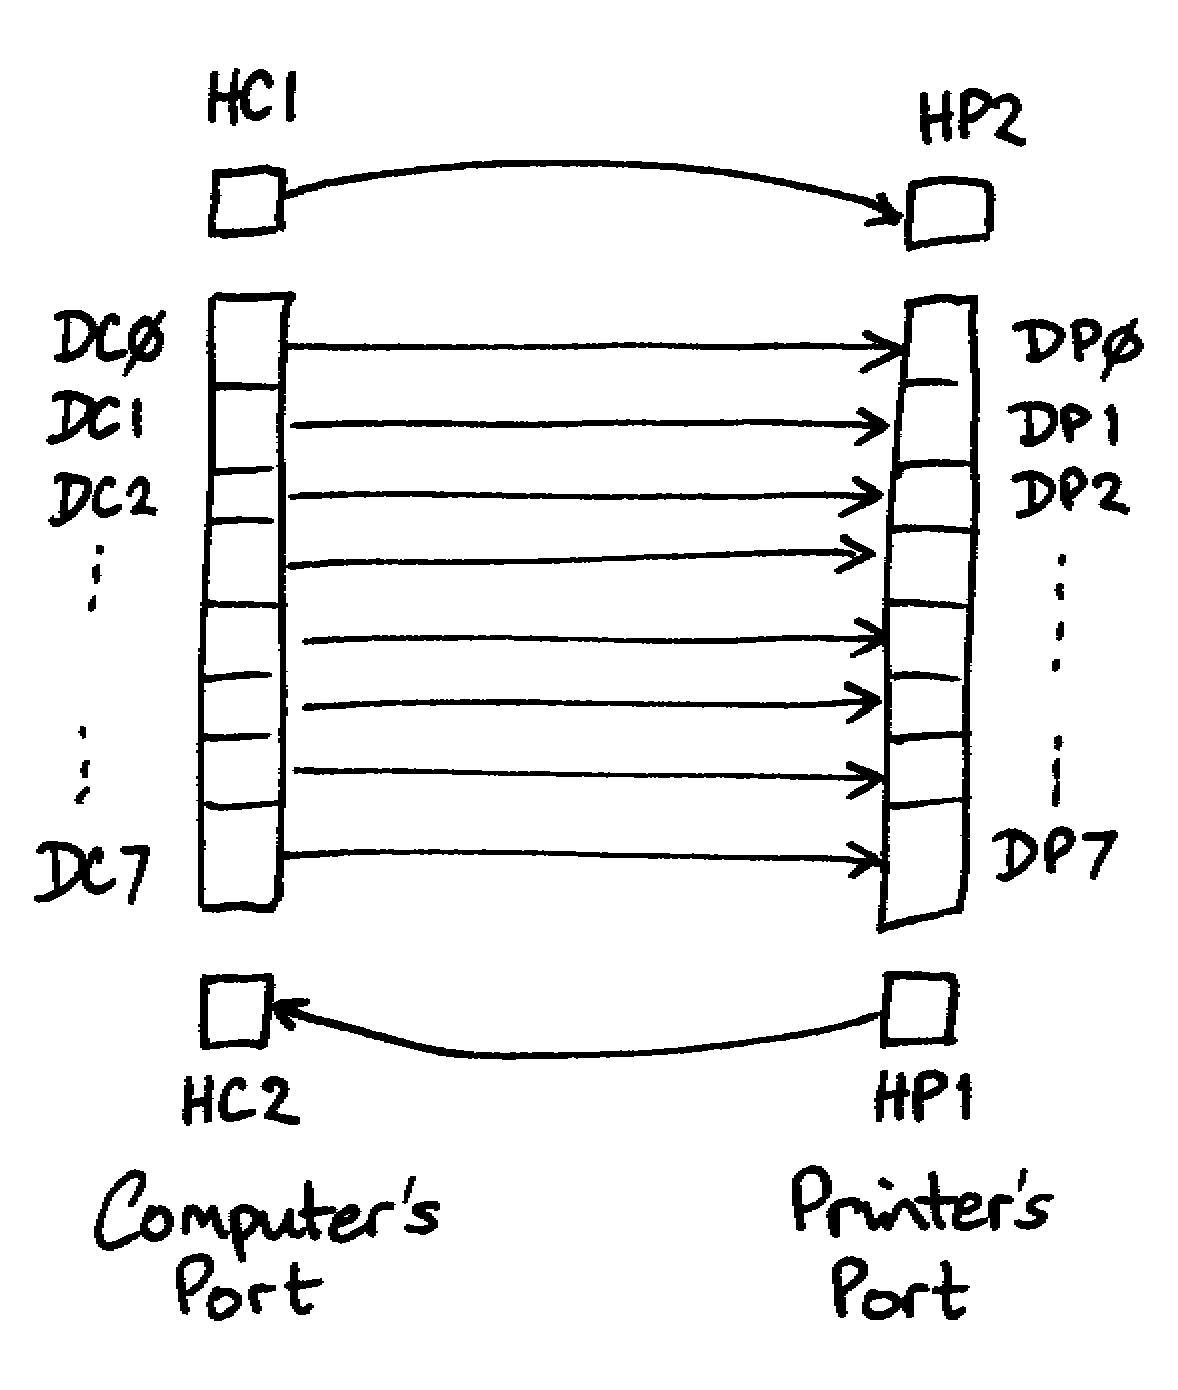 HC1
HP2
DCØ
DPØ
DC1
DP1
DC2
DP2
DC7
DP7
HC2
HP1
Computer's
Port
Printer's
Port